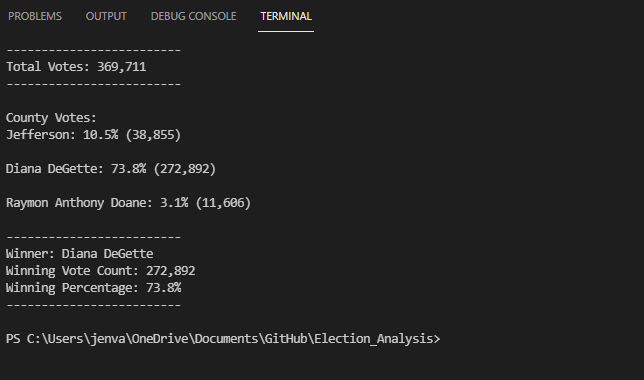 PROBLEMS OUTPUT DEBUG CONSOLE TERMINAL
-------------------------
Total Votes: 369,711
-------------------------
County Votes:
Jefferson: 10.5% (38,855)
Diana DeGette: 73.8% (272,892)
Raymon Anthony Doane: 3.1% (11,606)
-------------------------
Winner: Diana DeGette
Winning Vote Count: 272,892
Winning Percentage: 73.8%
-------------------------
PS C:\Users\jenva\OneDrive\Documents\GitHub\Election_Analysis>